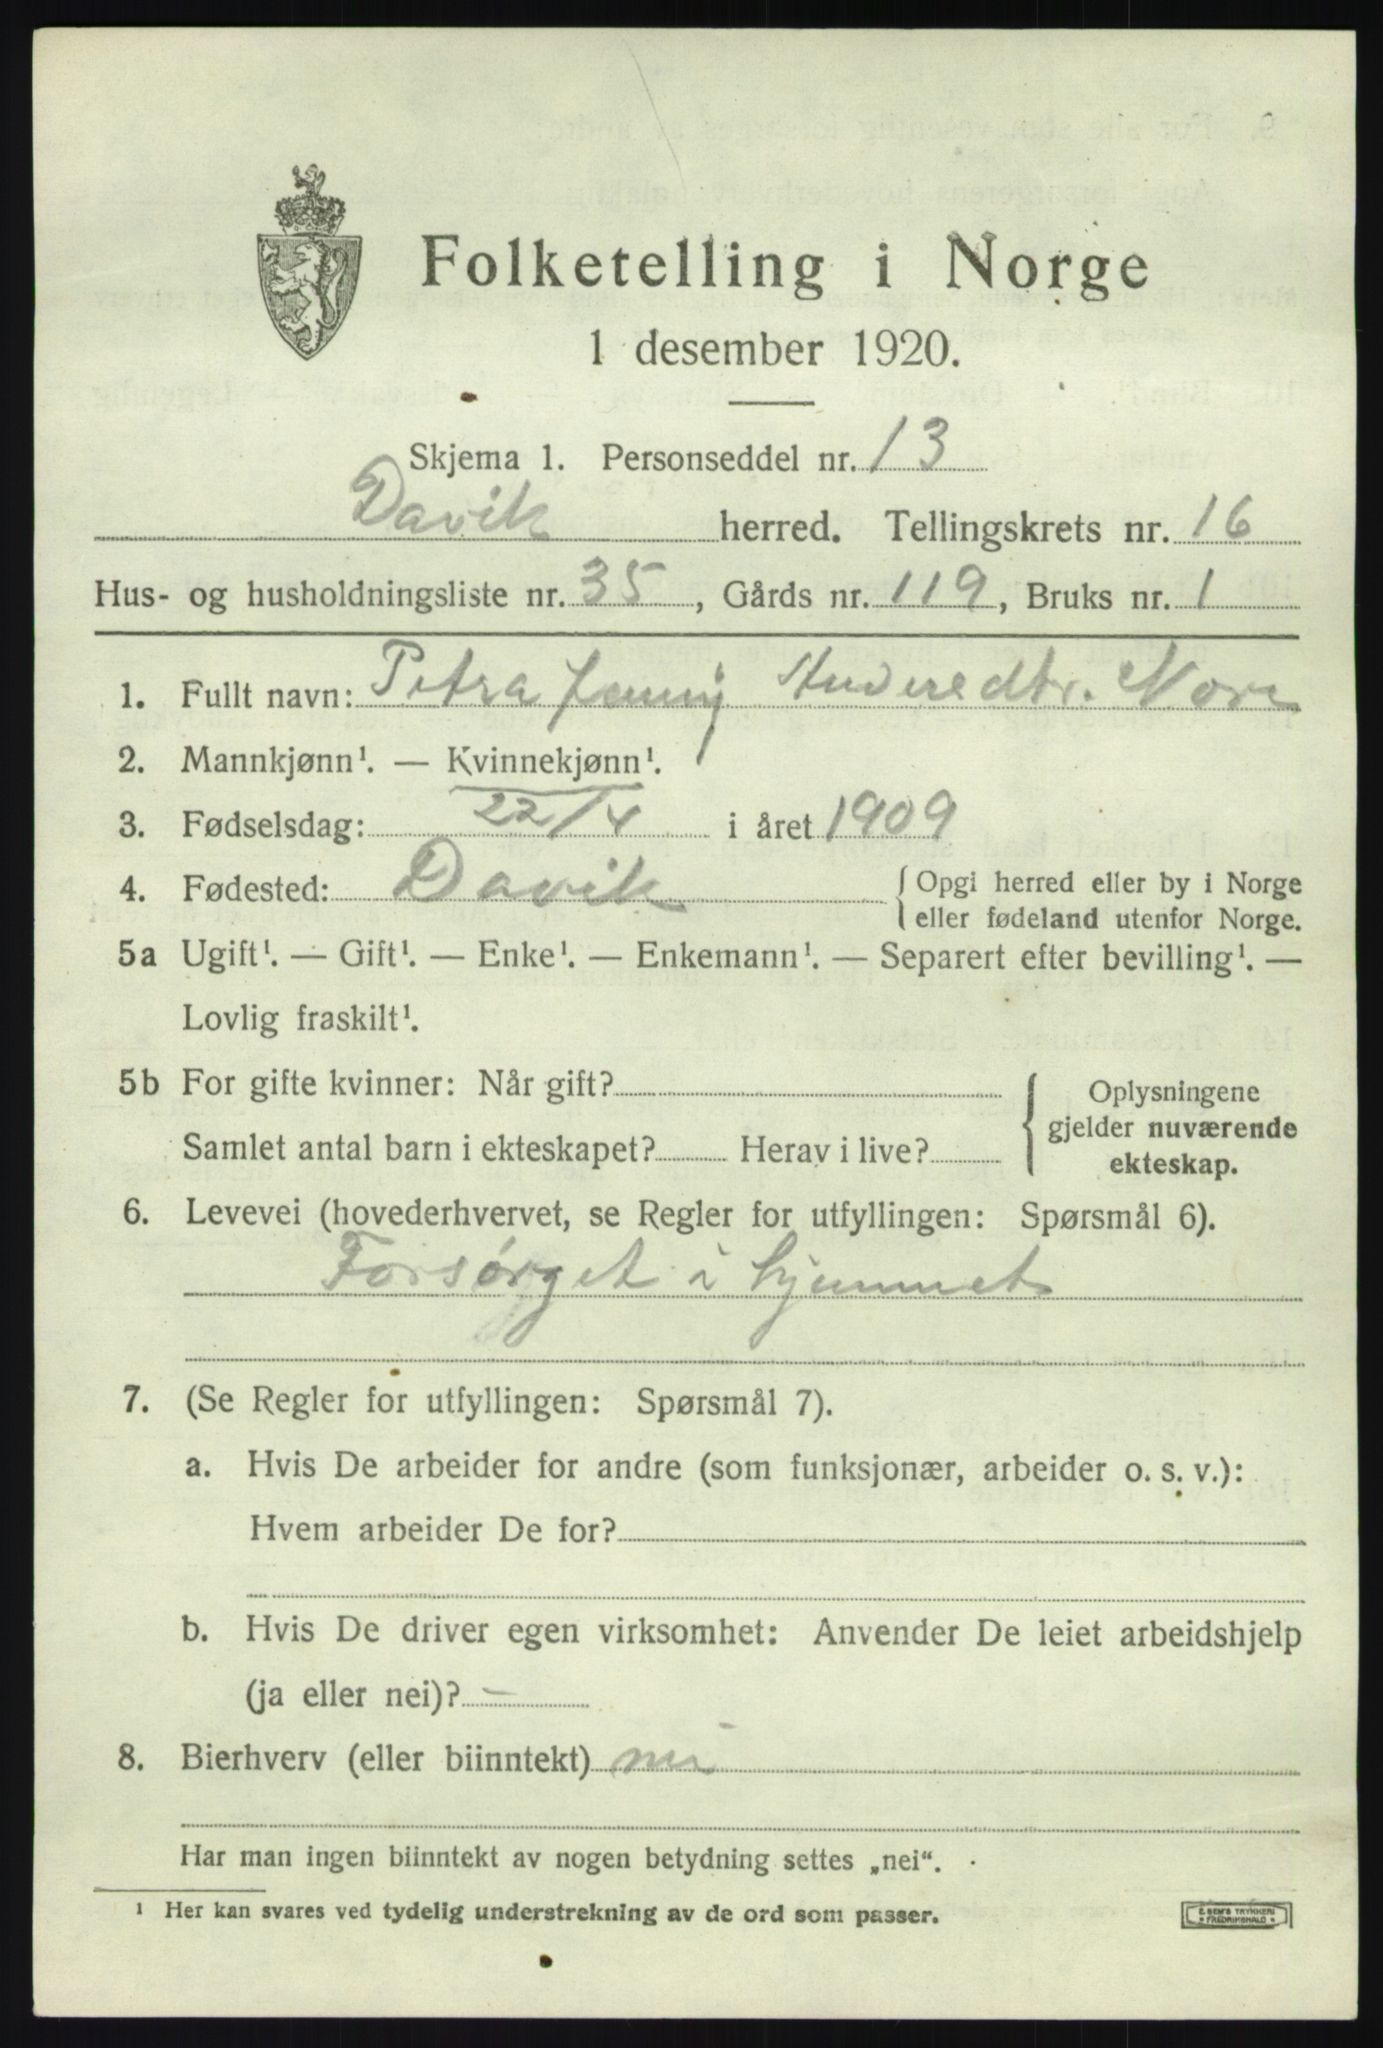 Folketelling i Norge
1 desember 1920.
Skjema 1. Personseddel nr. 13
Davik herred. Tellingskrets nr. 16
Hus- og husholdningsliste nr. 35, Gårds nr. 119, Bruks nr. 1
1. Fullt navn: Petra Jenny
2. Mannkjønn¹. — Kvinnekjønn¹.
3. Fødselsdag: 22/4 i året 1909
4. Fødested: Davik { Opgi herred eller by i Norge
eller fødeland utenfor Norge.
5a Ugift¹. — Gift¹. — Enke¹. — Enkemann¹. — Separert efter bevilling¹. —
Lovlig fraskilt¹.
5b For gifte kvinner: Når gift?
Samlet antal barn i ekteskapet? Herav i live?
{ Oplysningene
gjelder nuværende
ekteskap.
6. Levevei (hovederhvervet, se Regler for utfyllingen: Spørsmål 6).
Forsørget i hjemmet
7. (Se Regler for utfyllingen: Spørsmål 7).
a. Hvis De arbeider for andre (som funksjonær, arbeider o. s. v.):
Hvem arbeider De for?
b. Hvis De driver egen virksomhet: Anvender De leiet arbeidshjelp
(ja eller nei)? —
8. Bierhverv (eller biinntekt) nei
Har man ingen biinntekt av nogen betydning settes „nei“.
¹ Her kan svares ved tydelig understrekning av de ord som passer.
E. SEM'S TRYKKERI
FREDRIKSHALD